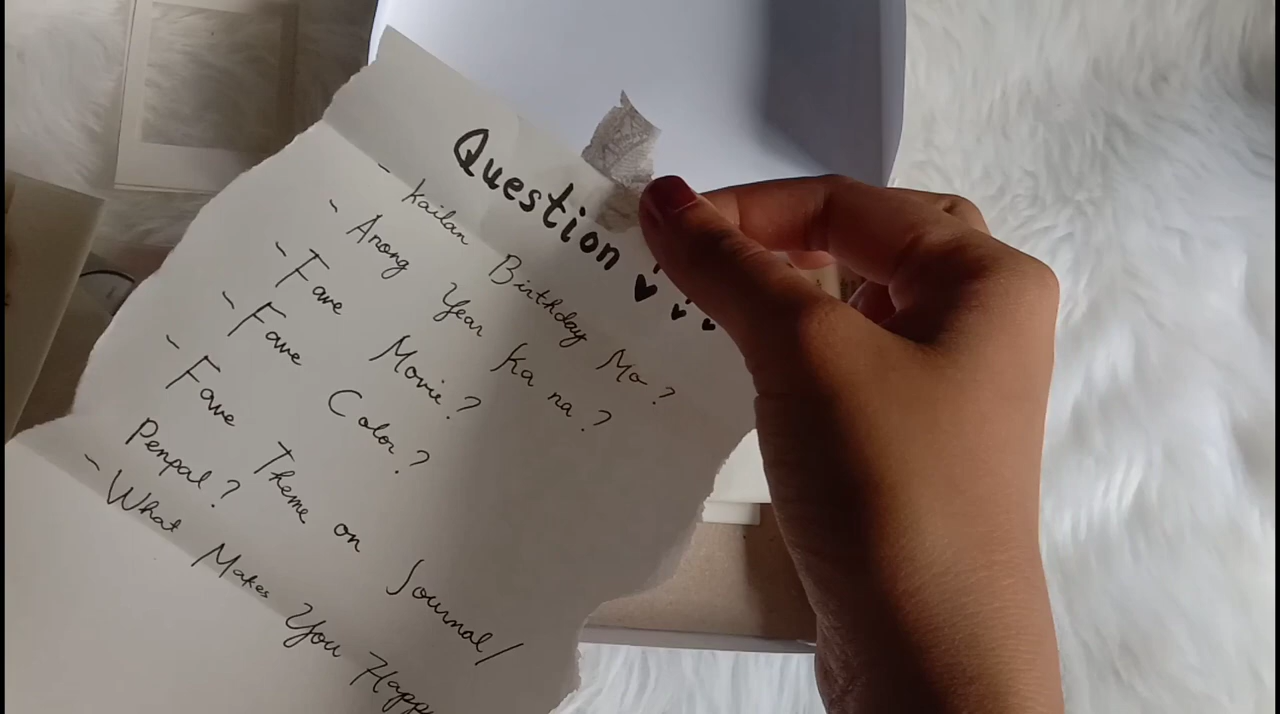 Question
- Kailan Birthday Mo?
- Anong Year Ka na?
- Fave Movie?
- Fave Color?
- Fave Theme on Journal/
Penpal?
- What Makes You Happ